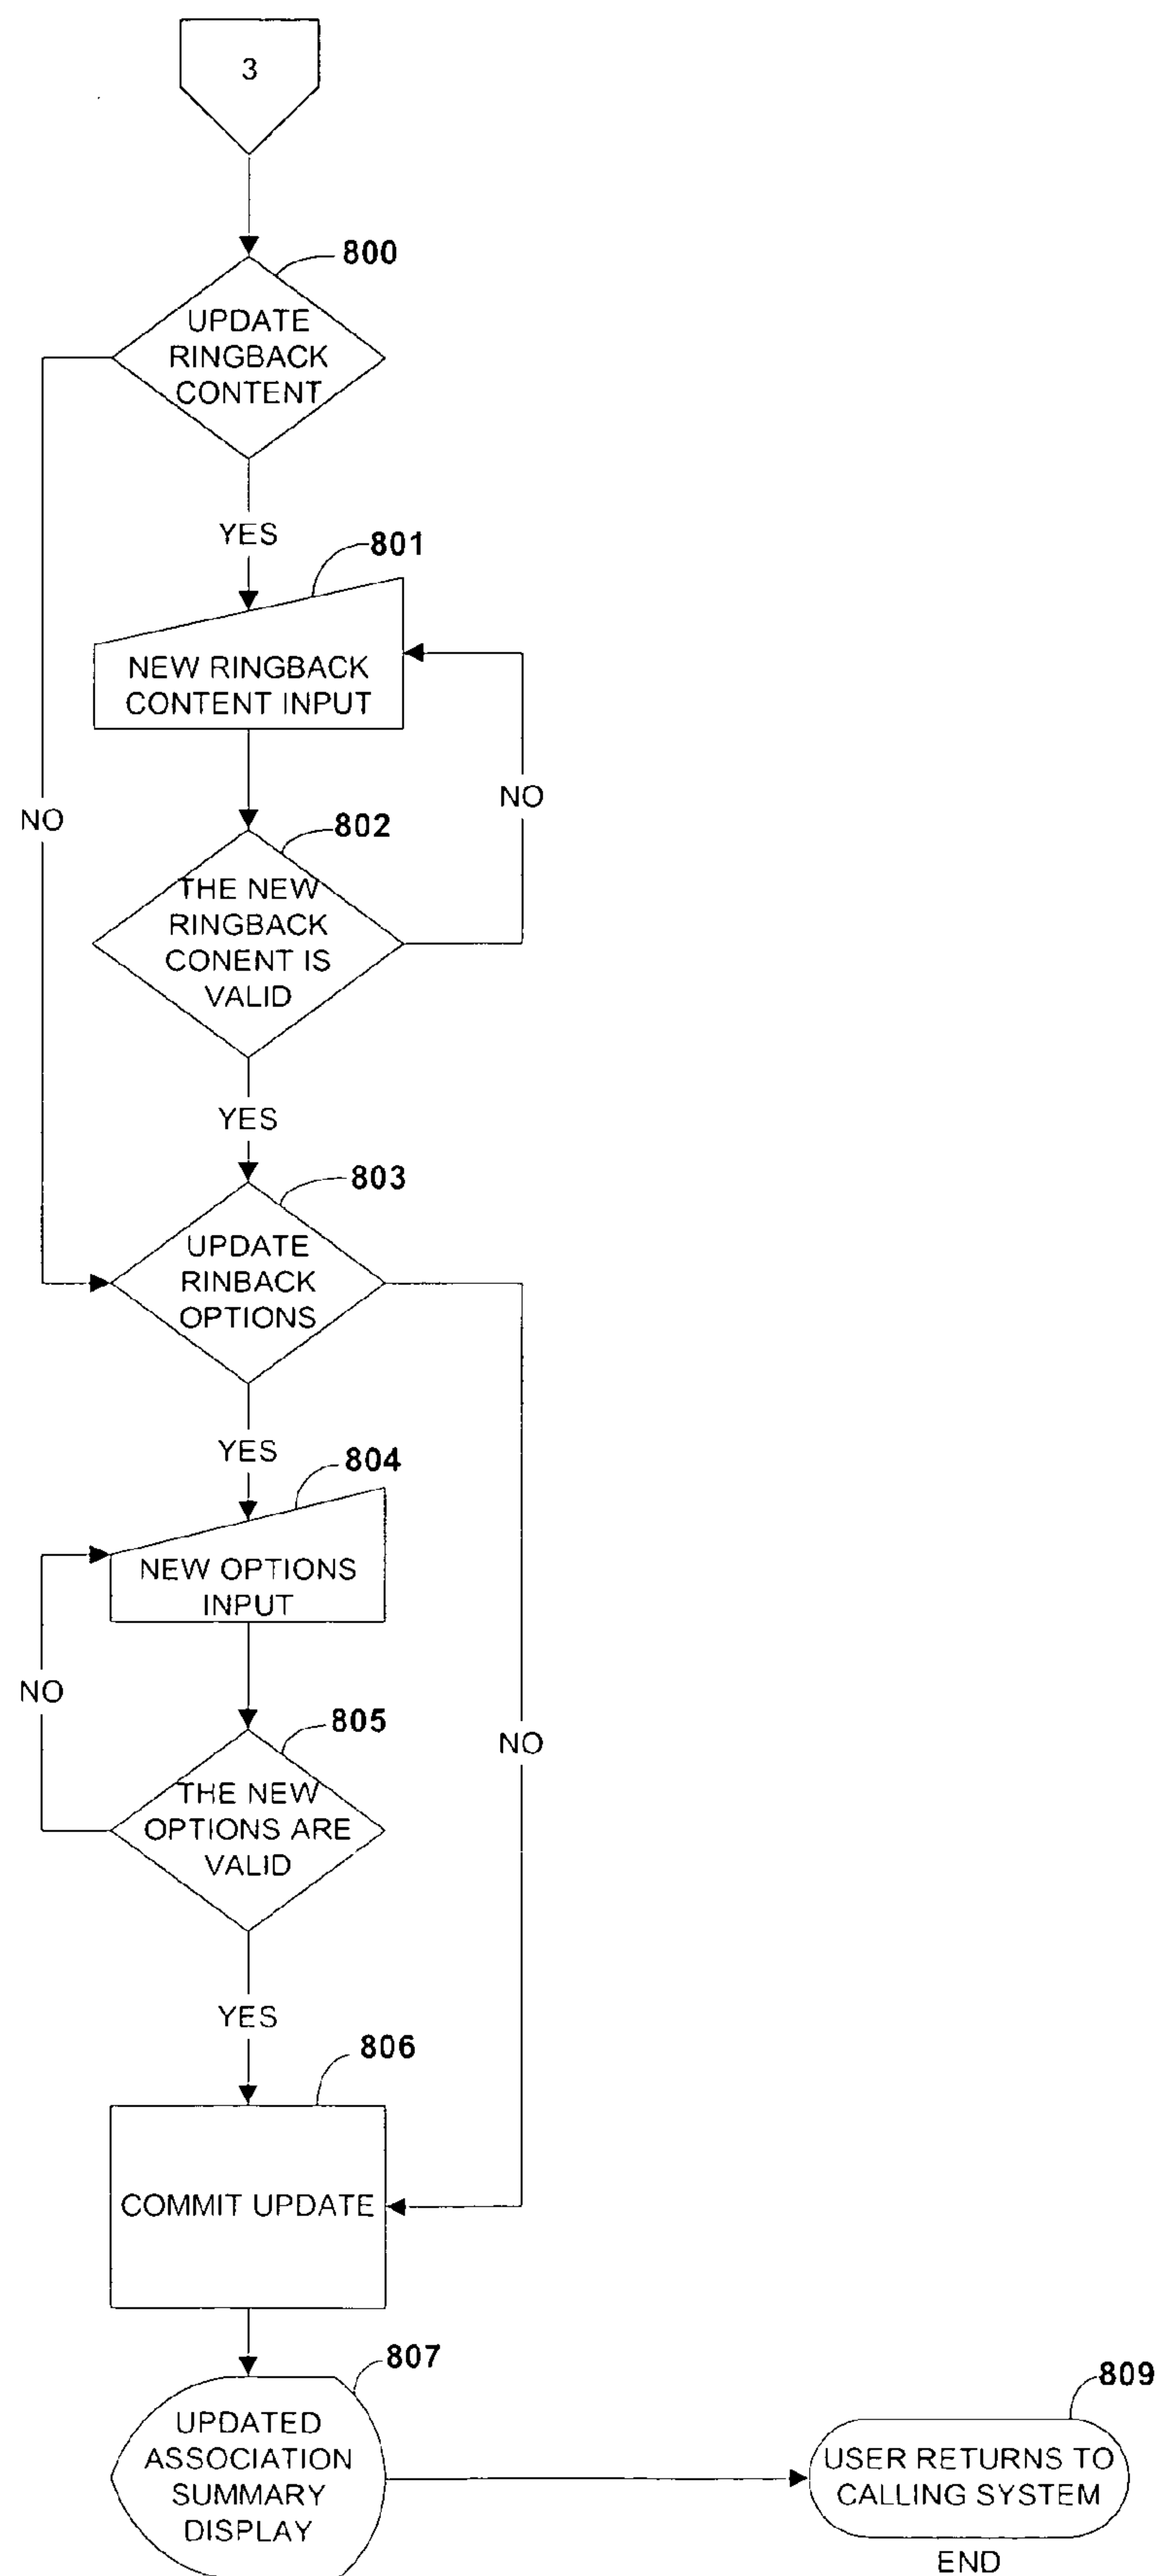 3
800
UPDATE
RINGBACK
CONTENT
YES
801
NEW RINGBACK
CONTENT INPUT
NO
NO
802
THE NEW
RINGBACK
CONENT IS
VALID
YES
803
UPDATE
RINBACK
OPTIONS
YES
804
NEW OPTIONS
INPUT
NO
805
NO
THE NEW
OPTIONS ARE
VALID
YES
806
COMMIT UPDATE
807
UPDATED
ASSOCIATION
SUMMARY
DISPLAY
809
USER RETURNS TO
CALLING SYSTEM
END